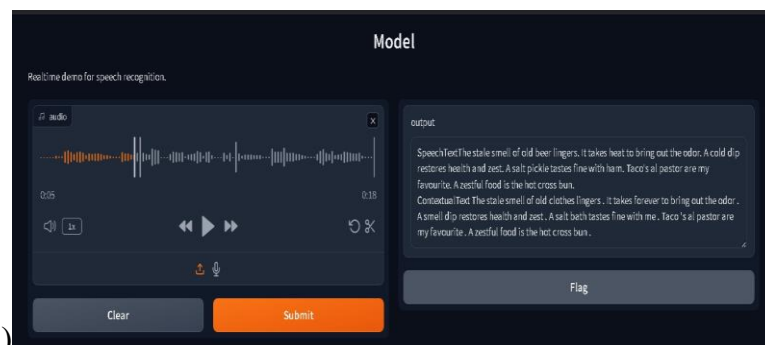 Model
Realtime demo for speech recognition.
audio
x
0:05
0:18
1x
Clear
Submit
output
SpeechTextThe stale smell of old beer lingers. It takes heat to bring out the odor. A cold dip
restores health and zest. A salt pickle tastes fine with ham. Taco's al pastor are my
favourite. A zestful food is the hot cross bun.
ContextualText The stale smell of old clothes lingers . It takes forever to bring out the odor .
A smell dip restores health and zest . A salt bath tastes fine with me . Taco 's al pastor are
my favourite . A zestful food is the hot cross bun .
Flag
)